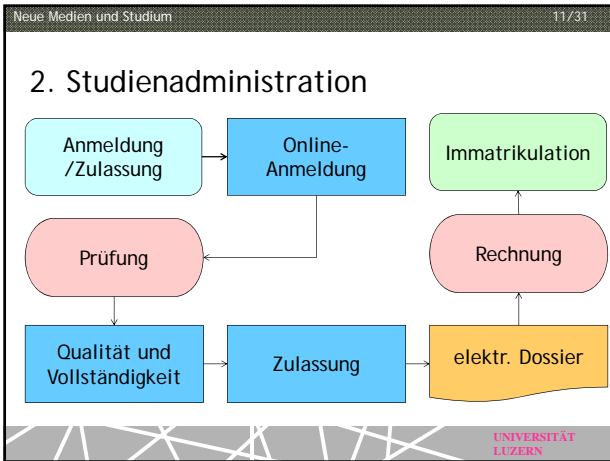 Neue Medien und Studium
11/31
2. Studienadministration
Anmeldung
/Zulassung
Online-
Anmeldung
Immatrikulation
Prüfung
Rechnung
Qualität und
Vollständigkeit
Zulassung
elektr. Dossier
UNIVERSITÄT
LUZERN